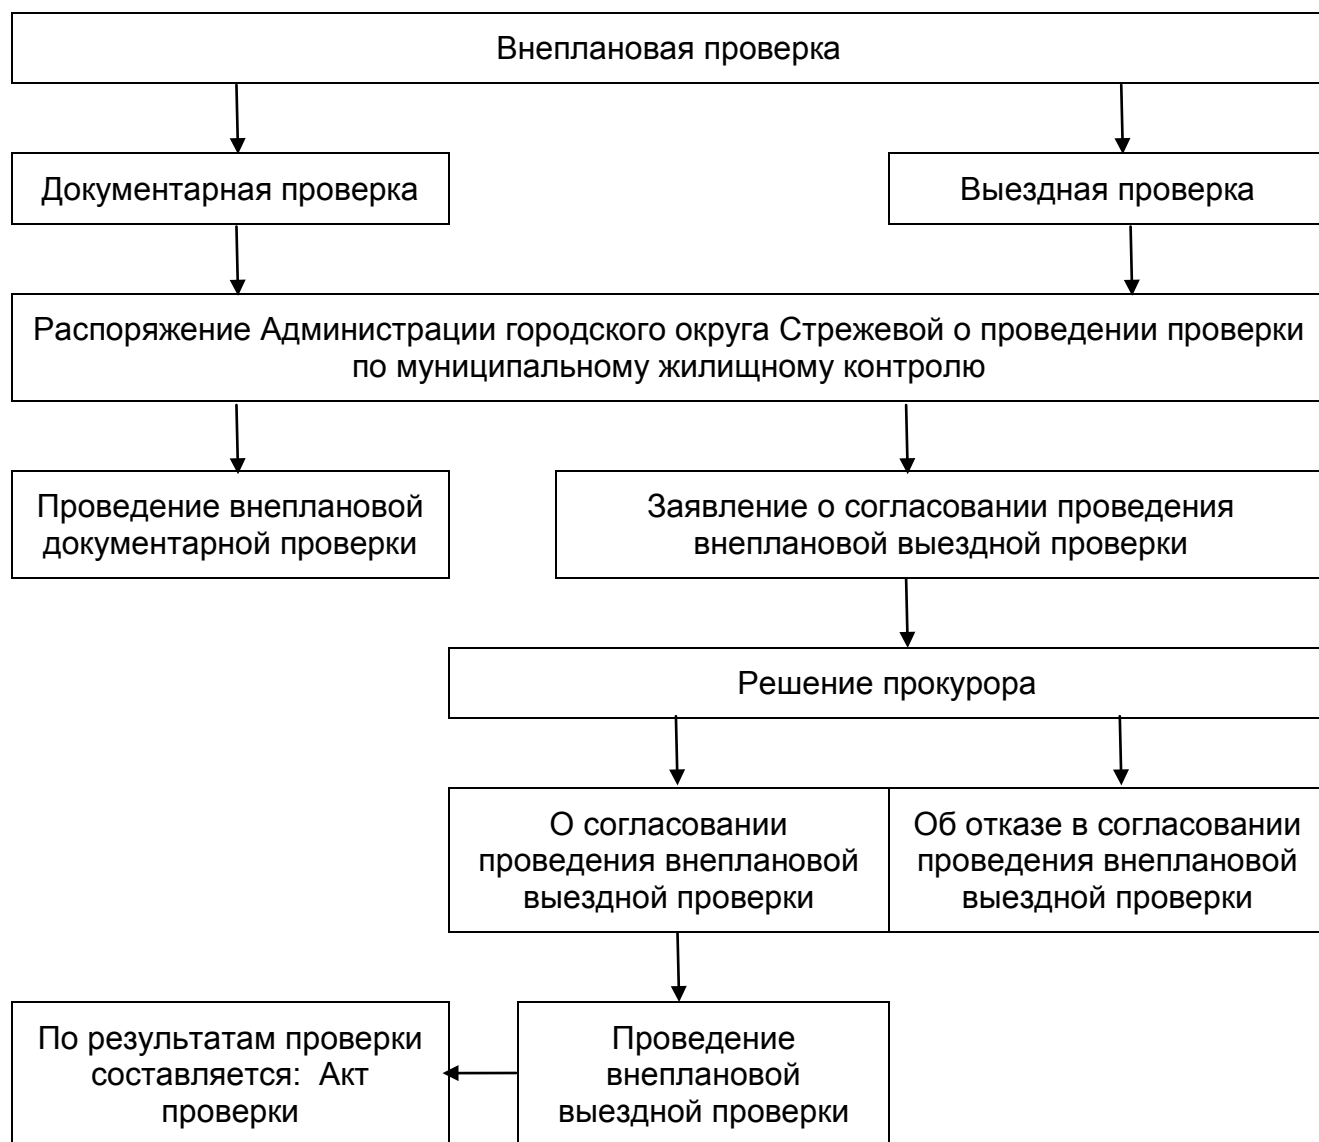 Внеплановая проверка
Документарная проверка
Выездная проверка
Распоряжение Администрации городского округа Стрежевой о проведении проверки
по муниципальному жилищному контролю
Проведение внеплановой
документарной проверки
Заявление о согласовании проведения
внеплановой выездной проверки
Решение прокурора
О согласовании
проведения внеплановой
выездной проверки
Об отказе в согласовании
проведения внеплановой
выездной проверки
По результатам проверки
составляется: Акт
проверки
Проведение
внеплановой
выездной проверки